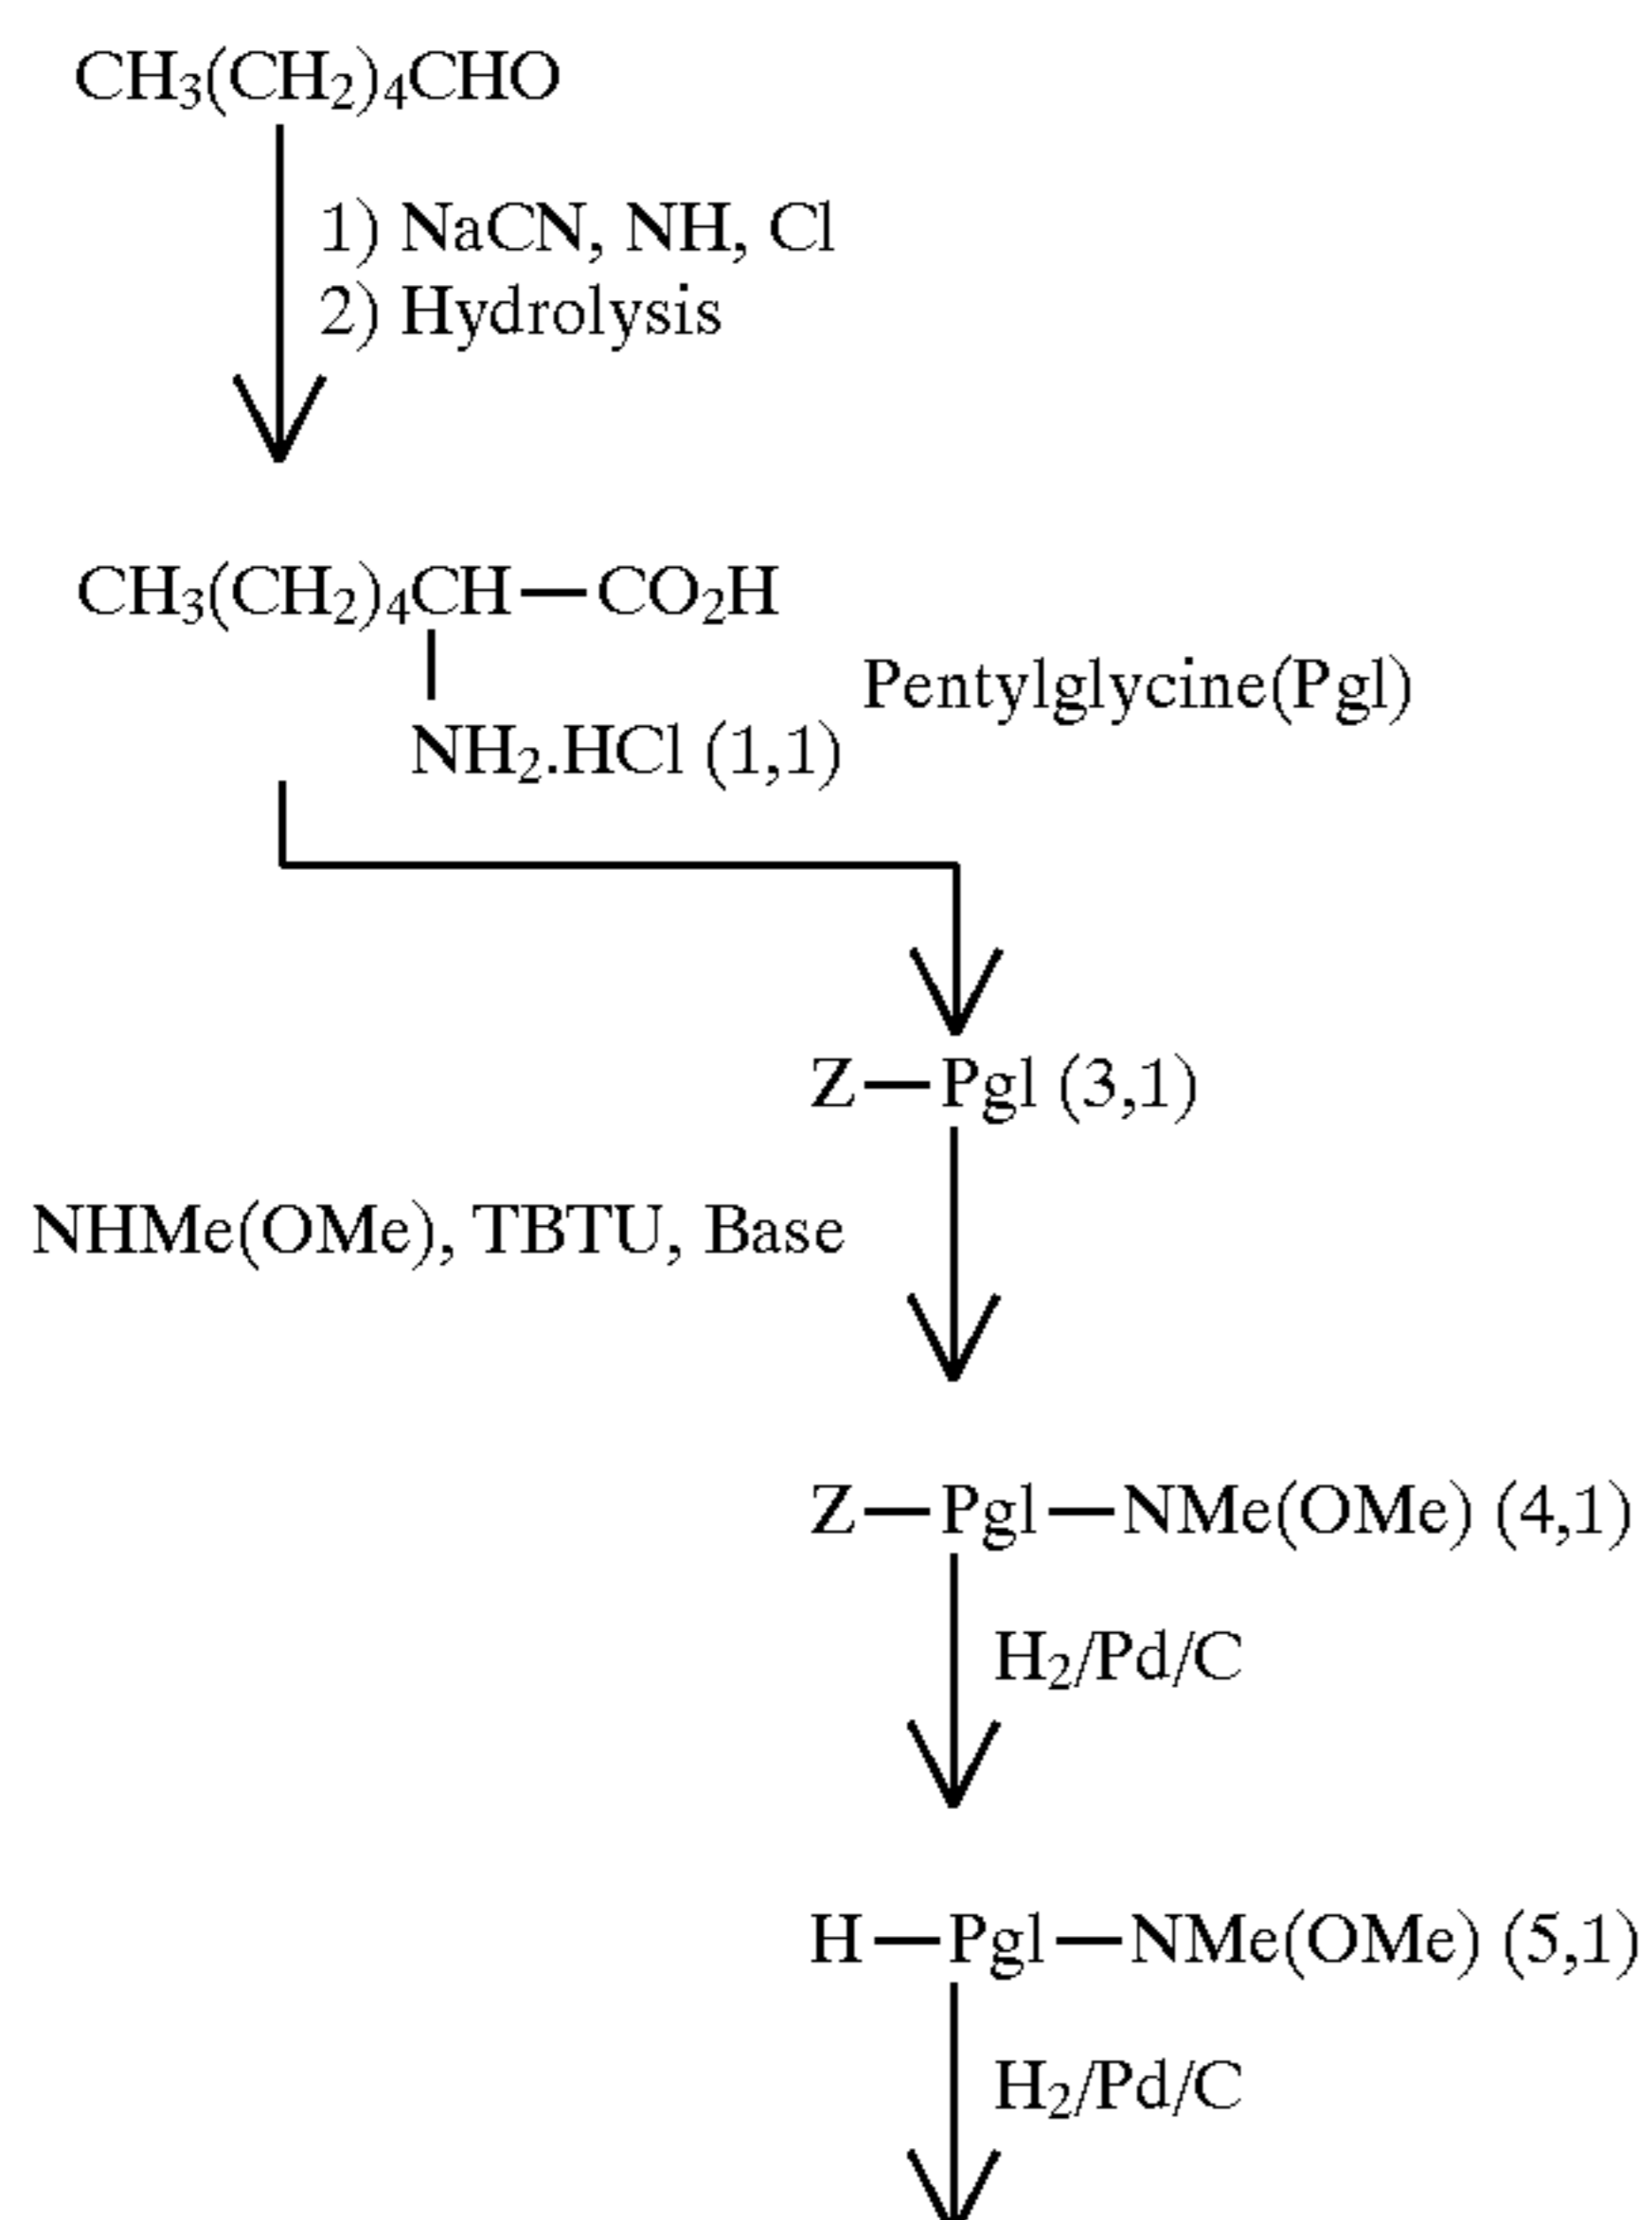 CH₃(CH₂)₄CHO
1) NaCN, NH, Cl
2) Hydrolysis
CH₃(CH₂)₄CH—CO₂H
Pentylglycine(Pgl)
NH₂.HCl (1,1)
Z—Pgl (3,1)
NHMe(OMe), TBTU, Base
Z—Pgl—NMe(OMe) (4,1)
H₂/Pd/C
H—Pgl—NMe(OMe) (5,1)
H₂/Pd/C